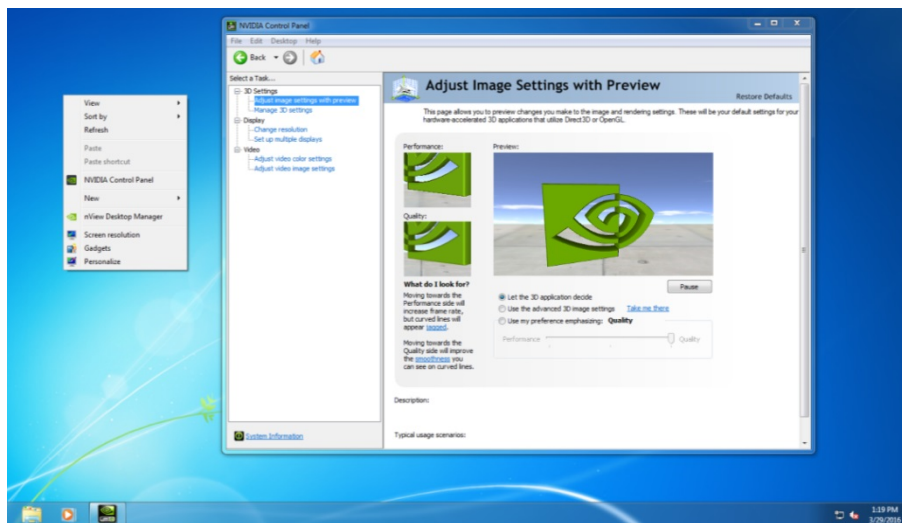 NVIDIA Control Panel
File Edit Desktop Help
Back
Select a Task...
3D Settings
Adjust image settings with preview
Manage 3D settings
Display
Change resolution
Set up multiple displays
Video
Adjust video color settings
Adjust video image settings
System Information
Adjust Image Settings with Preview
Restore Defaults
This page allows you to preview changes you make to the image and rendering settings. These will be your default settings for your
hardware-accelerated 3D applications that utilize Direct3D or OpenGL.
Performance:
Preview:
Quality:
What do I look for?
Moving towards the
Performance side will
increase frame rate,
but curved lines will
appear jagged.
Moving towards the
Quality side will improve
the smoothness you
can see on curved lines.
Pause
Let the 3D application decide
Use the advanced 3D image settings Take me there
Use my preference emphasizing: Quality
Performance Quality
Description:
Typical usage scenarios:
View
Sort by
Refresh
Paste
Paste shortcut
NVIDIA Control Panel
New
nView Desktop Manager
Screen resolution
Gadgets
Personalize
1:19 PM
3/29/2016